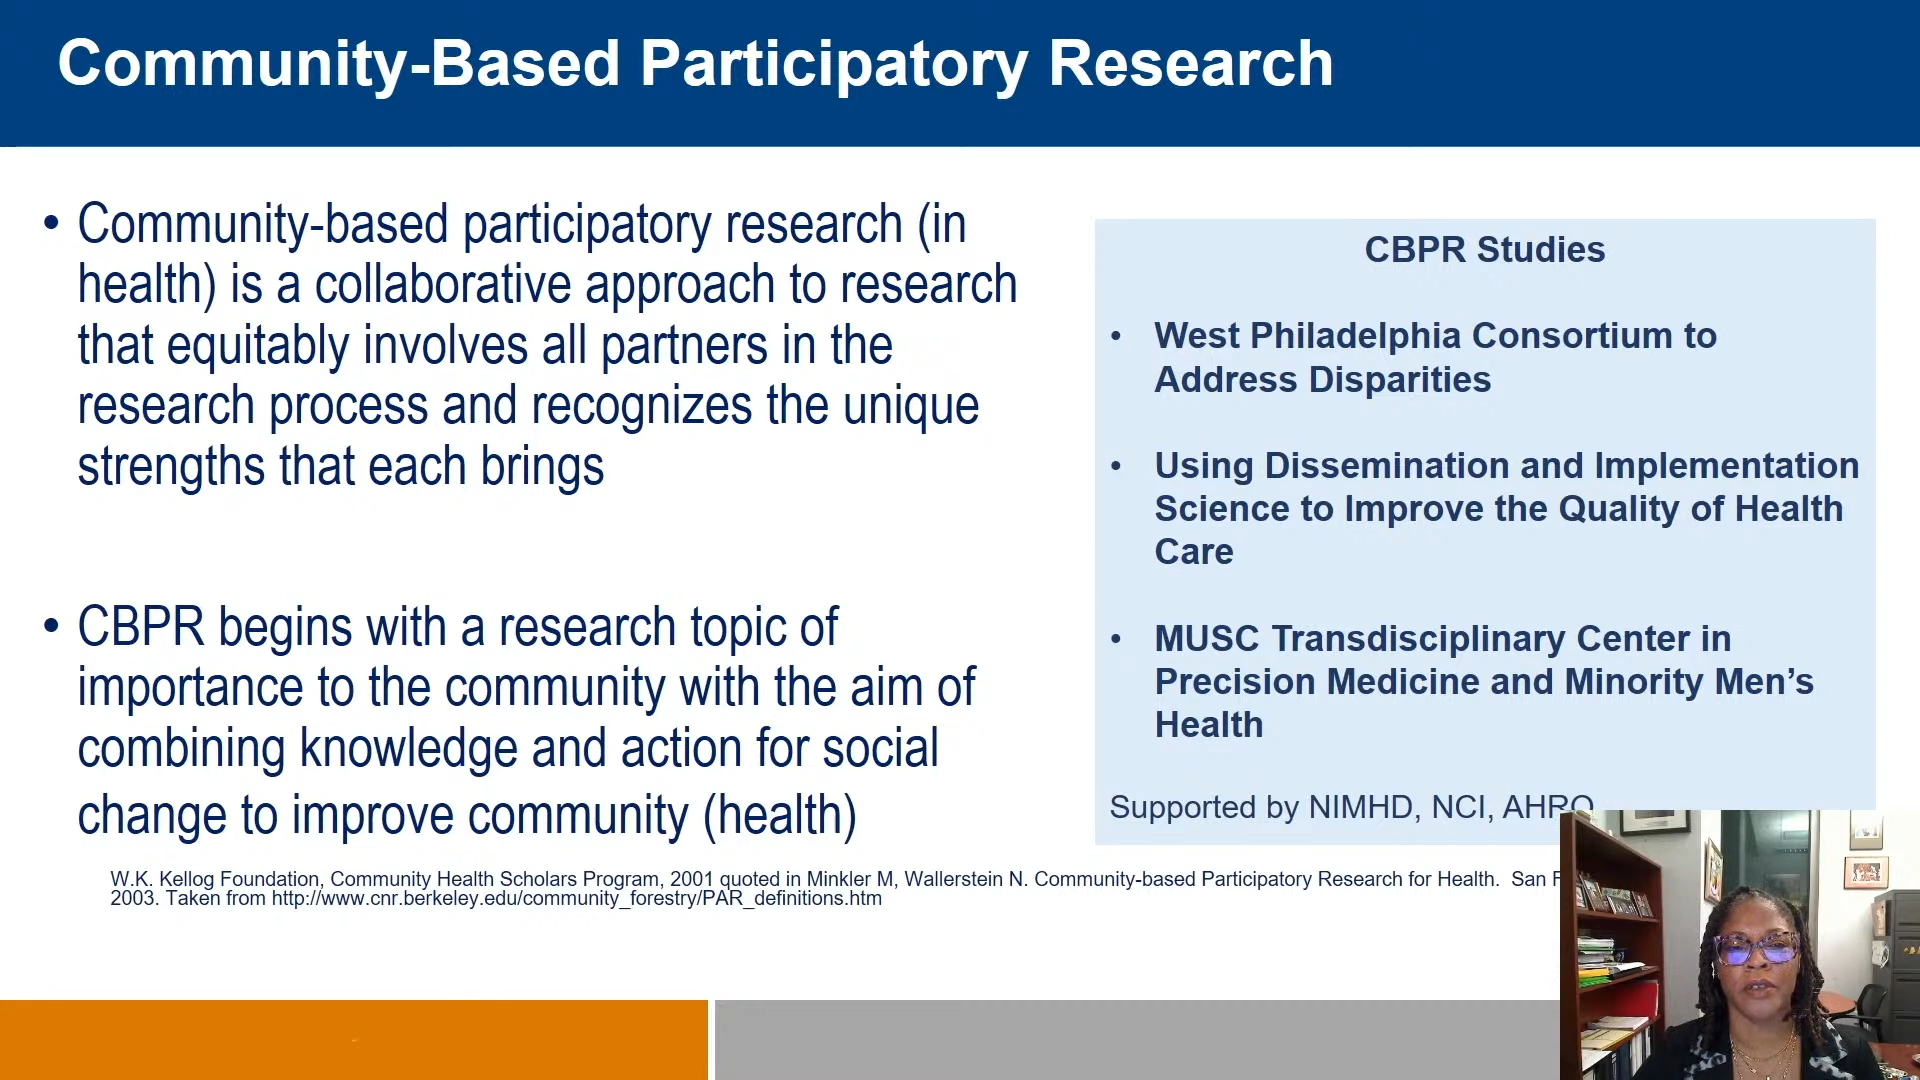 Community-Based Participatory Research
• Community-based participatory research (in
health) is a collaborative approach to research
that equitably involves all partners in the
research process and recognizes the unique
strengths that each brings
• CBPR begins with a research topic of
importance to the community with the aim of
combining knowledge and action for social
change to improve community (health)
CBPR Studies
• West Philadelphia Consortium to
Address Disparities
• Using Dissemination and Implementation
Science to Improve the Quality of Health
Care
• MUSC Transdisciplinary Center in
Precision Medicine and Minority Men’s
Health
Supported by NIMHD, NCI, AHRQ
W.K. Kellog Foundation, Community Health Scholars Program, 2001 quoted in Minkler M, Wallerstein N. Community-based Participatory Research for Health. San
2003. Taken from http://www.cnr.berkeley.edu/community_forestry/PAR_definitions.htm